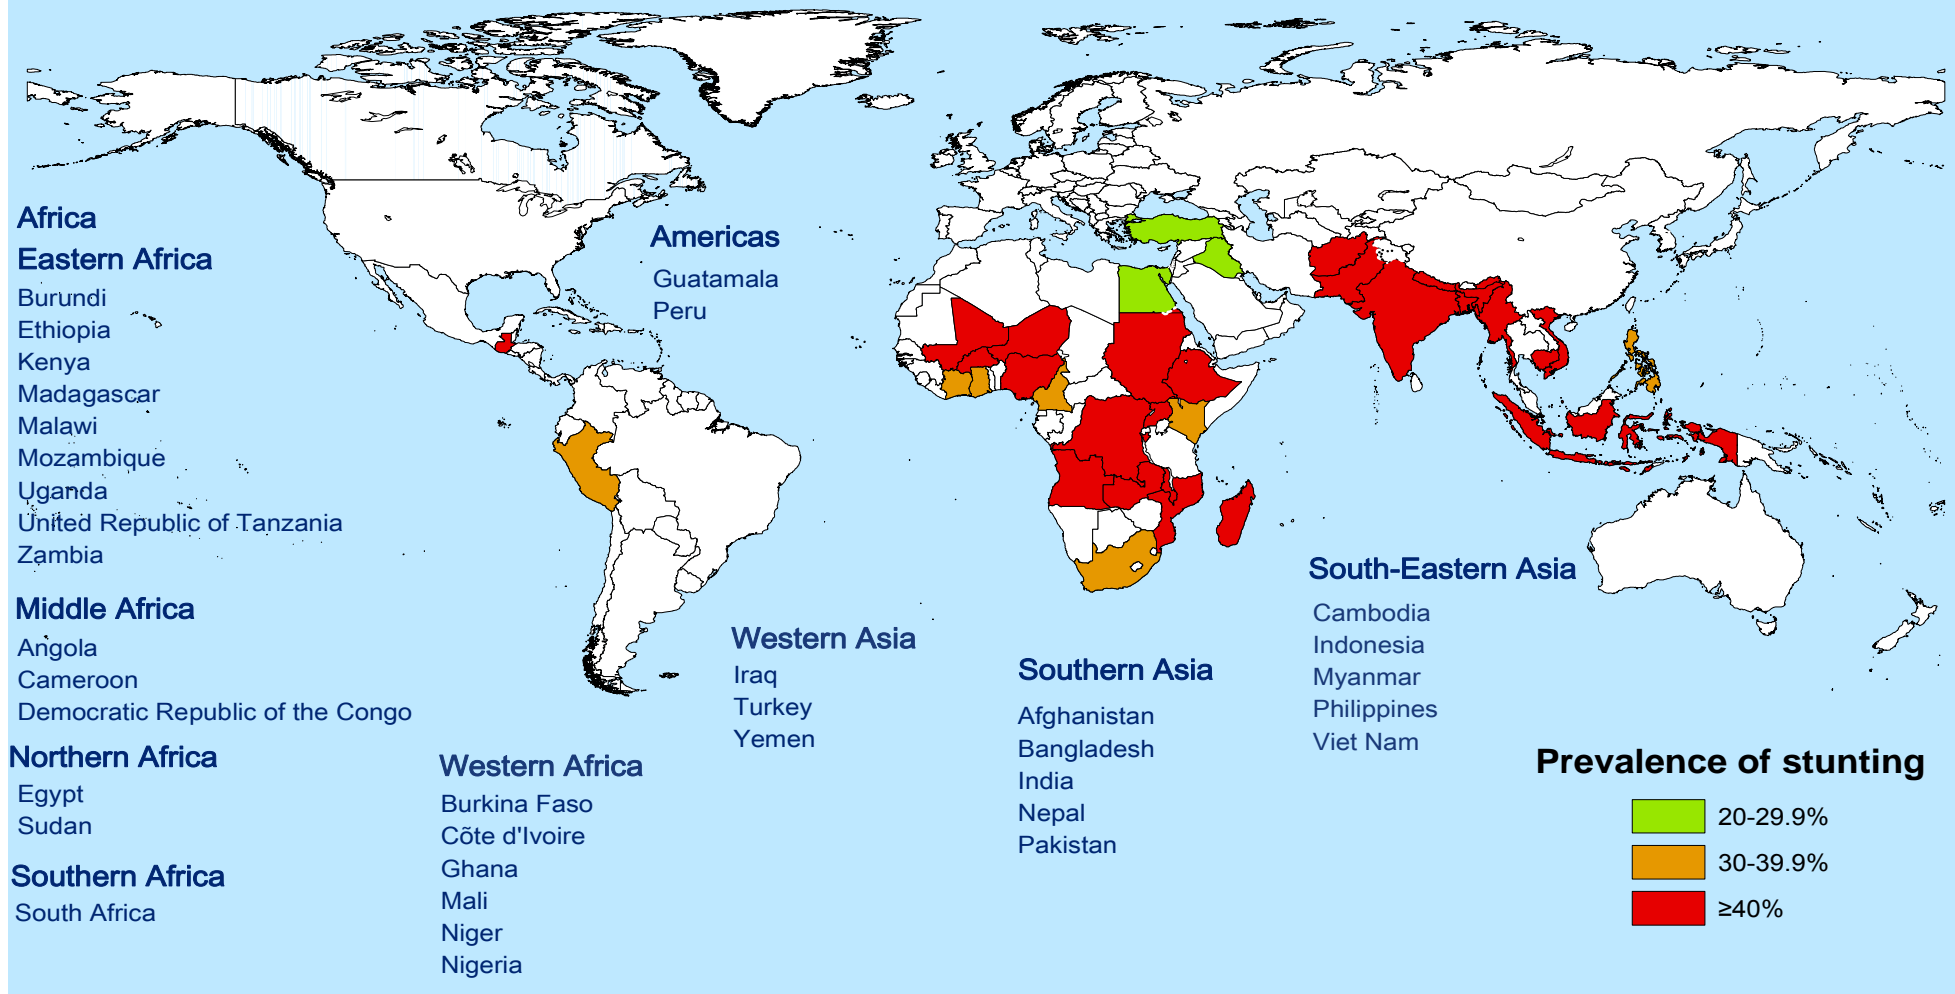 Africa
Eastern Africa
Burundi
Ethiopia
Kenya
Madagascar
Malawi
Mozambique
Uganda
United Republic of Tanzania
Zambia
Middle Africa
Angola
Cameroon
Democratic Republic of the Congo
Northern Africa
Egypt
Sudan
Southern Africa
South Africa
Western Africa
Burkina Faso
Côte d'Ivoire
Ghana
Mali
Niger
Nigeria
Americas
Guatamala
Peru
Western Asia
Iraq
Turkey
Yemen
Southern Asia
Afghanistan
Bangladesh
India
Nepal
Pakistan
South-Eastern Asia
Cambodia
Indonesia
Myanmar
Philippines
Viet Nam
Prevalence of stunting
20-29.9%
30-39.9%
≥40%